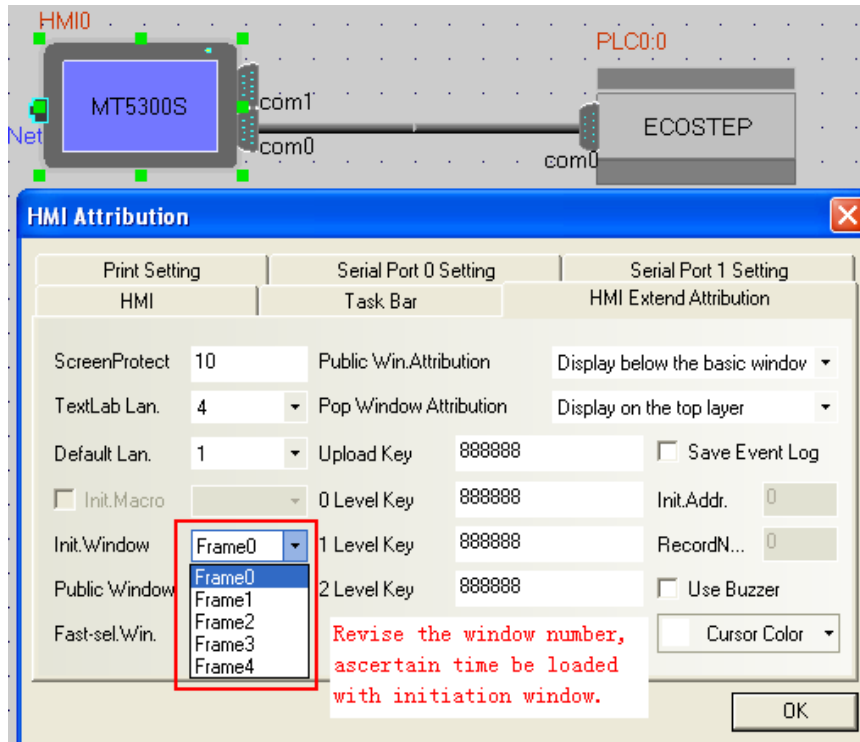 HMI0
PLC0:0
MT5300S
com1
ECOSTEP
Net
com0
com0
HMI Attribution
Print Setting
Serial Port 0 Setting
Serial Port 1 Setting
HMI
Task Bar
HMI Extend Attribution
ScreenProtect 10 Public Win.Attribution Display below the basic window
TextLab Lan. 4 Pop Window Attribution Display on the top layer
Default Lan. 1 Upload Key 888888 Save Event Log
Init.Macro 0 Level Key 888888 Init.Addr. 0
Init.Window Frame0 1 Level Key 888888 RecordN... 0
Public Window 2 Level Key 888888 Use Buzzer
Fast-sel.Win. Cursor Color
Frame0
Frame1
Frame2
Frame3
Frame4
Revise the window number,
ascertain time be loaded
with initiation window.
OK